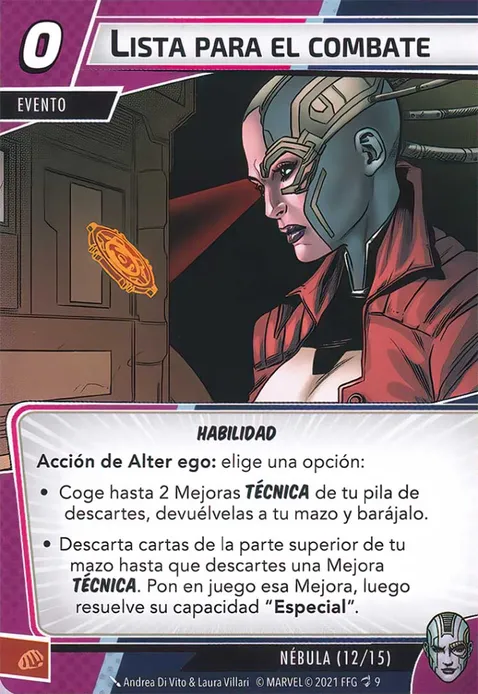 0
LISTA PARA EL COMBATE
EVENTO
HABILIDAD
Acción de Alter ego: elige una opción:
• Coge hasta 2 Mejoras TÉCNICA de tu pila de
descartes, devuélvelas a tu mazo y barájalo.
• Descarta cartas de la parte superior de tu
mazo hasta que descartes una Mejora
TÉCNICA. Pon en juego esa Mejora, luego
resuelve su capacidad “Especial”.
NÉBULA (12/15)
Andrea Di Vito & Laura Villari © MARVEL © 2021 FFG 9